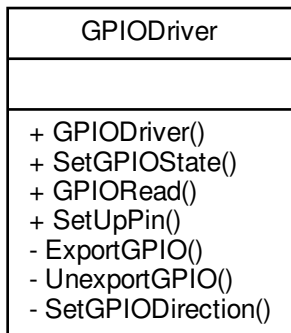 GPIODriver
+ GPIODriver()
+ SetGPIOState()
+ GPIORead()
+ SetUpPin()
- ExportGPIO()
- UnexportGPIO()
- SetGPIODirection()